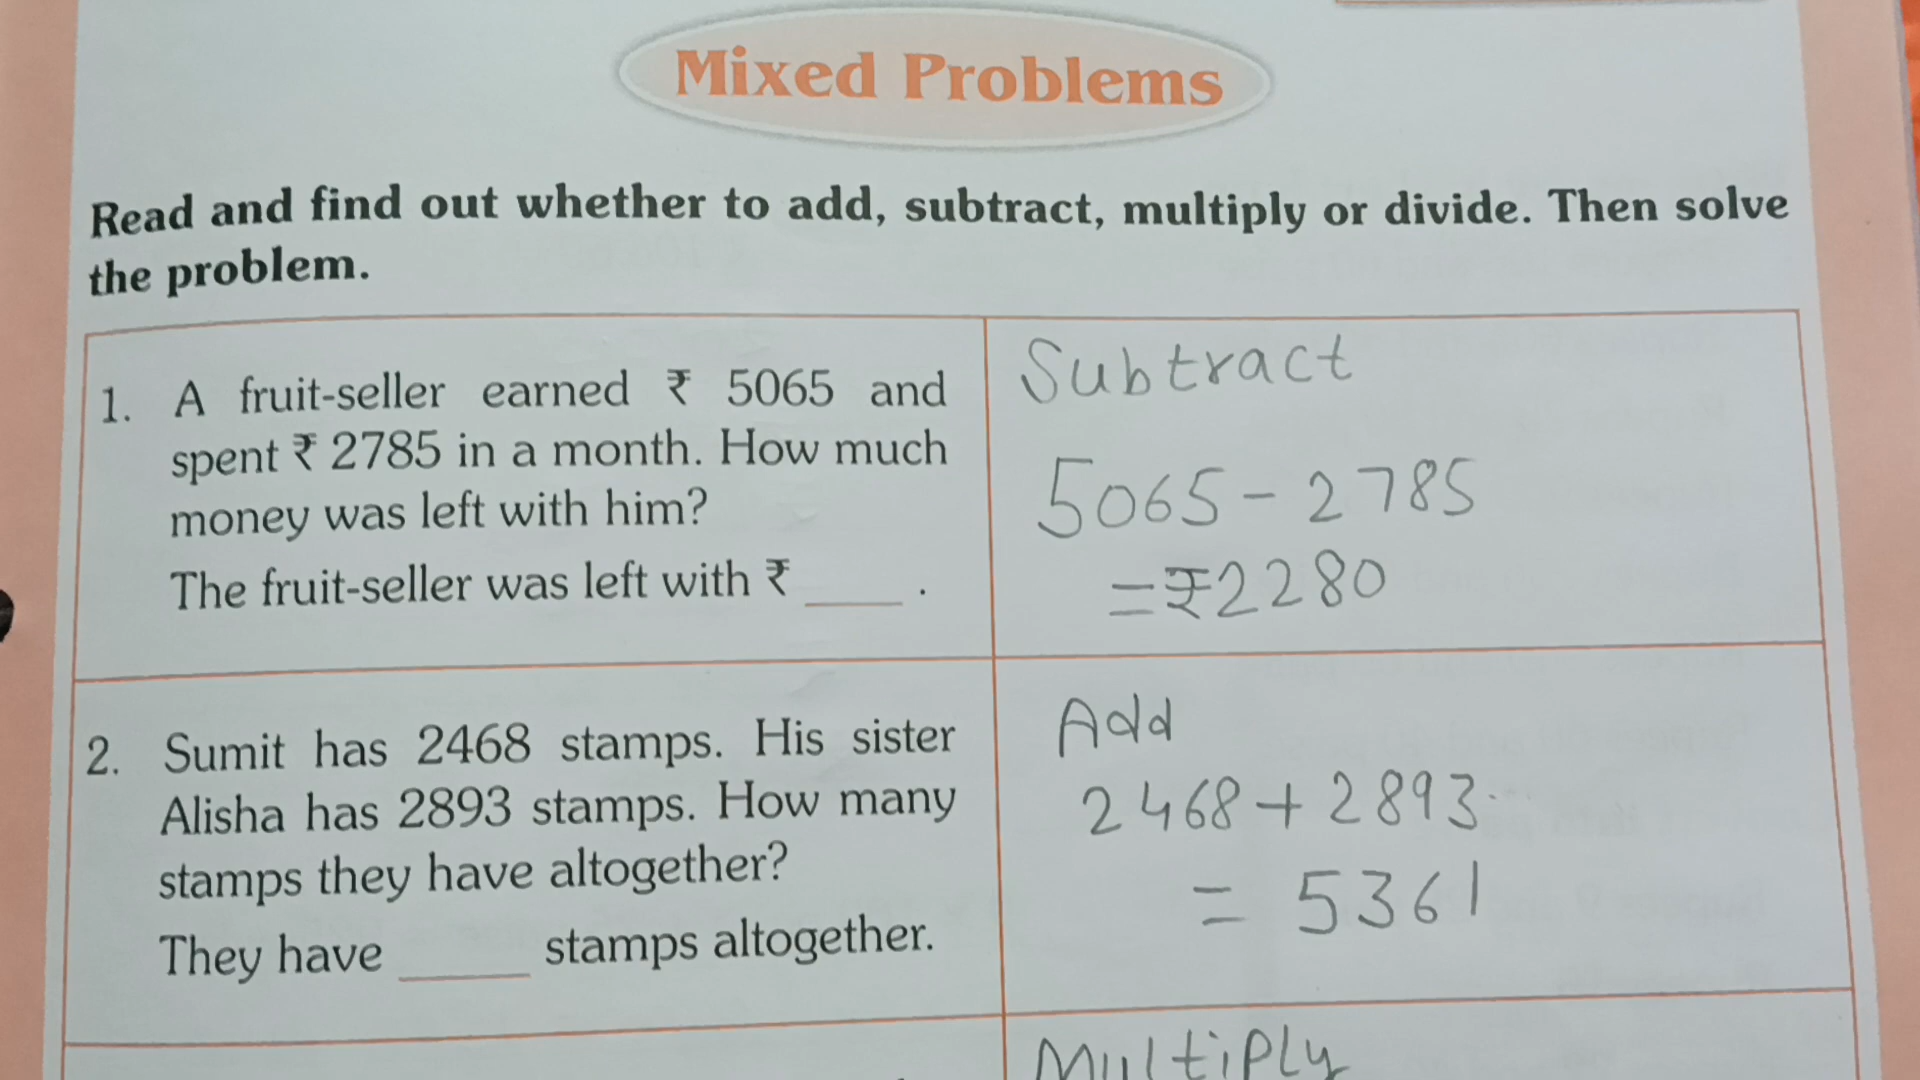 Mixed Problems
Read and find out whether to add, subtract, multiply or divide. Then solve
the problem.
1. A fruit-seller earned ₹ 5065 and
spent ₹ 2785 in a month. How much
money was left with him?
The fruit-seller was left with ₹ ____ .
Subtract
5065 - 2785
= ₹2280
2. Sumit has 2468 stamps. His sister
Alisha has 2893 stamps. How many
stamps they have altogether?
They have _____ stamps altogether.
Add
2468 + 2893
= 5361
Multiply